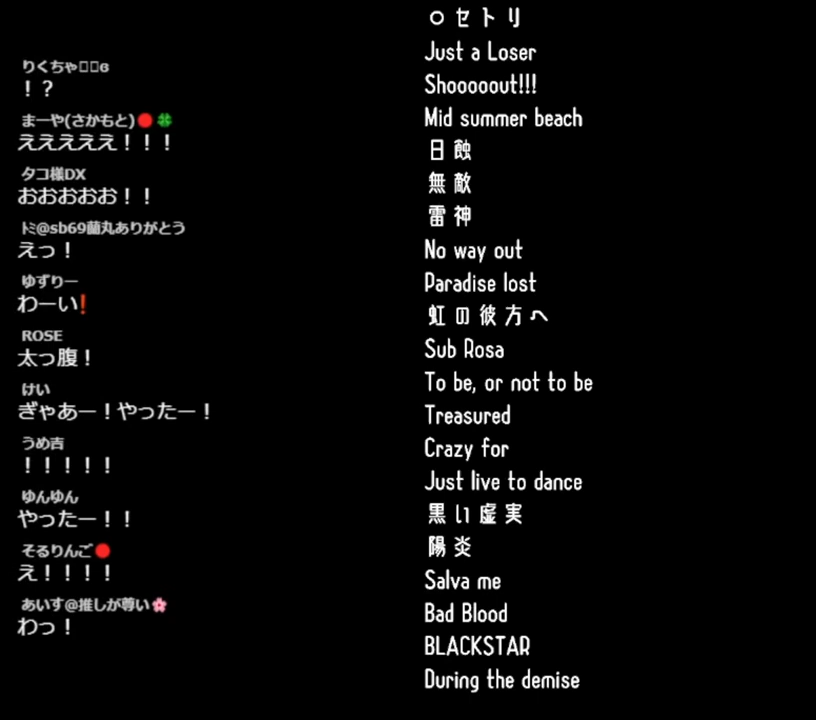 りくちゃ
！？
まーや(さかもと)🔴🍀
えええええ！！！
タコ様DX
おおおおお！！
ﾄﾐ@sb69蘭丸ありがとう
えっ！
ゆずりー
わーい❗
ROSE
太っ腹！
けい
ぎゃあー！やったー！
うめ吉
！！！！！
ゆんゆん
やったー！！
そるりんご🔴
え！！！！
あいす@推しが尊い🌸
わっ！
○セトリ
Just a Loser
Shooooout!!!
Mid summer beach
日蝕
無敵
雷神
No way out
Paradise lost
虹の彼方へ
Sub Rosa
To be, or not to be
Treasured
Crazy for
Just live to dance
黒い虚実
陽炎
Salva me
Bad Blood
BLACKSTAR
During the demise